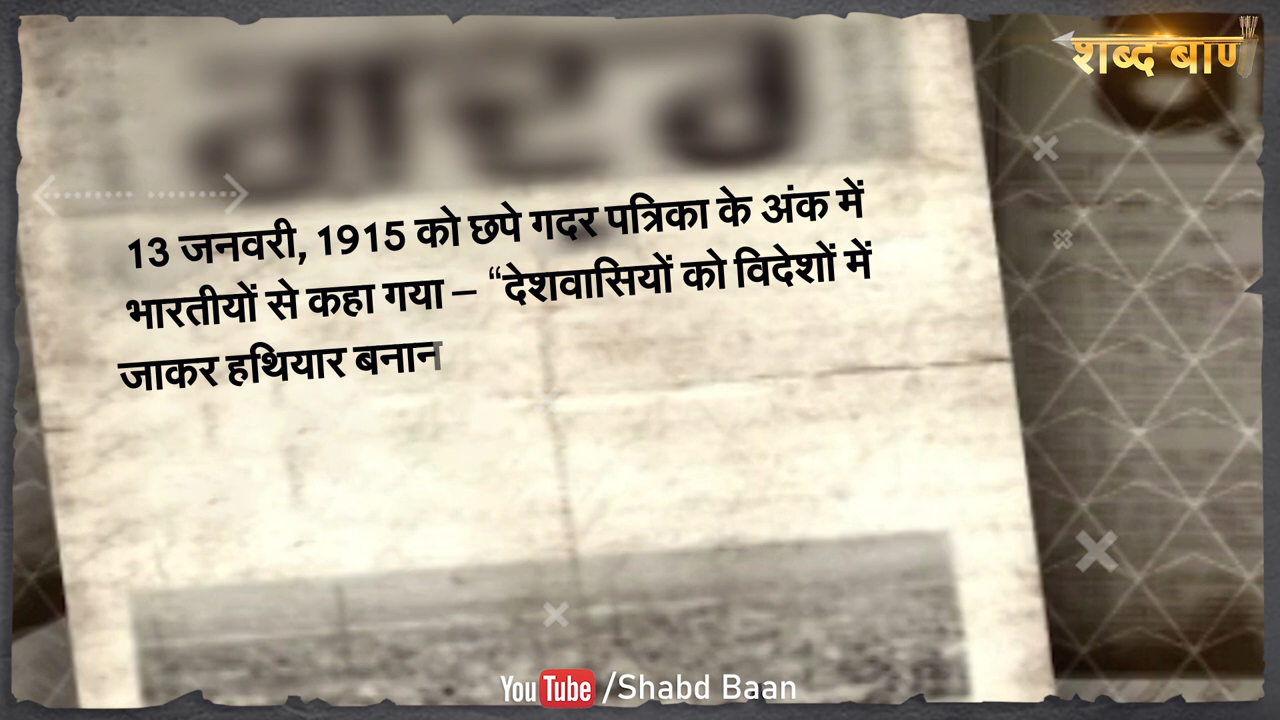 शब्द बाण
13 जनवरी, 1915 को छपे गदर पत्रिका के अंक में
भारतीयों से कहा गया – “देशवासियों को विदेशों में
जाकर हथियार बनान
YouTube /Shabd Baan